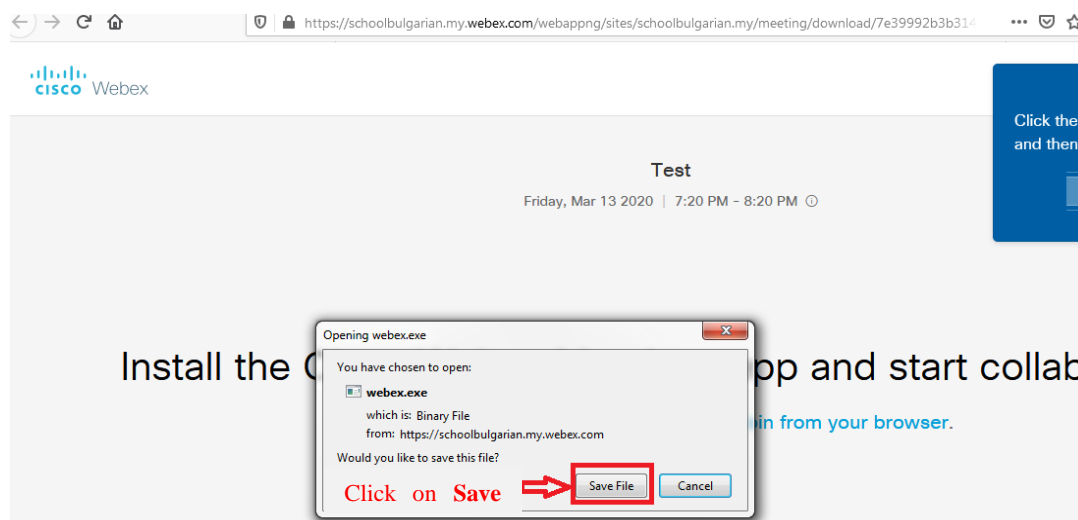 https://schoolbulgarian.my.webex.com/webappng/sites/schoolbulgarian.my/meeting/download/7e39992b3b314
cisco Webex
Click the
and then
Test
Friday, Mar 13 2020 | 7:20 PM - 8:20 PM
Opening webex.exe
Install the pp and start collab
You have chosen to open:
webex.exe
which is: Binary File
from: https://schoolbulgarian.my.webex.com
in from your browser.
Would you like to save this file?
Click on Save
Save File
Cancel